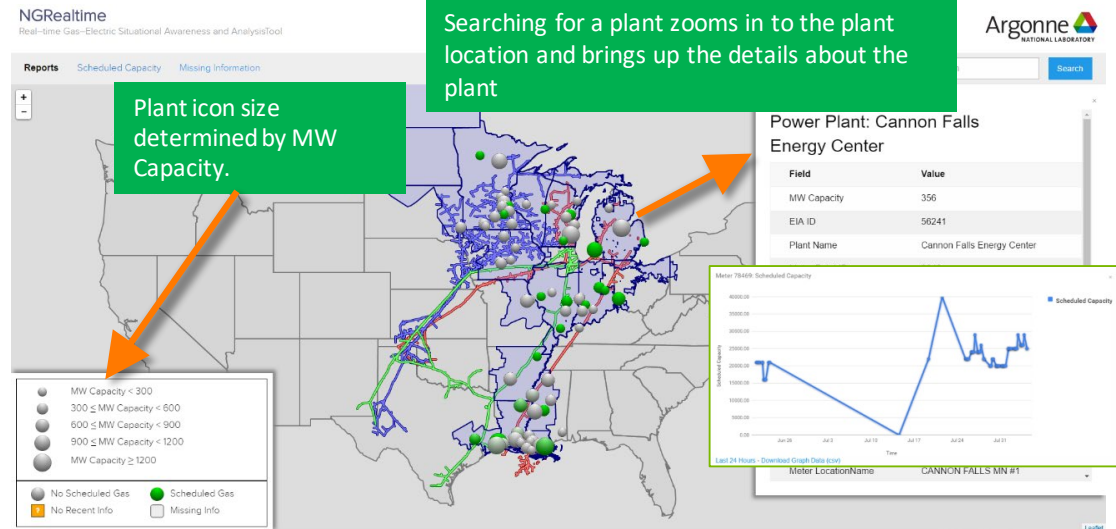 NGRealtime
Real-time Gas-Electric Situational Awareness and AnalysisTool
Searching for a plant zooms in to the plant
location and brings up the details about the
plant
Argonne
NATIONAL LABORATORY
Reports Scheduled Capacity Missing Information
Search
+
-
Plant icon size
determined by MW
Capacity.
×
Power Plant: Cannon Falls
Energy Center
Field Value
MW Capacity 356
EIA ID 56241
Plant Name Cannon Falls Energy Center
Meter 78469: Scheduled Capacity
Scheduled Capacity
40000.00
35000.00
30000.00
25000.00
20000.00
15000.00
10000.00
5000.00
0.00
Scheduled Capacity
Jun 26 Jul 3 Jul 10 Jul 17 Jul 24 Jul 31
Time
Last 24 Hours - Download Graph Data (csv)
Meter LocationName CANNON FALLS MN #1
MW Capacity < 300
300 ≤ MW Capacity < 600
600 ≤ MW Capacity < 900
900 ≤ MW Capacity < 1200
MW Capacity ≥ 1200
No Scheduled Gas Scheduled Gas
? No Recent Info Missing Info
Leaflet